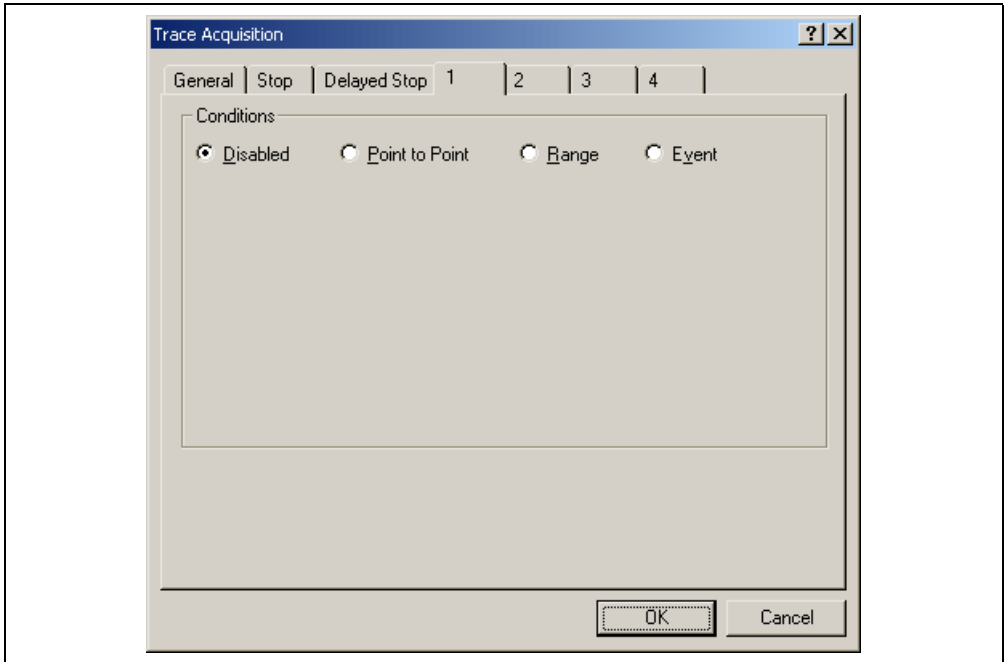 Trace Acquisition
General Stop Delayed Stop 1 2 3 4
Conditions
Disabled Point to Point Range Event
OK Cancel